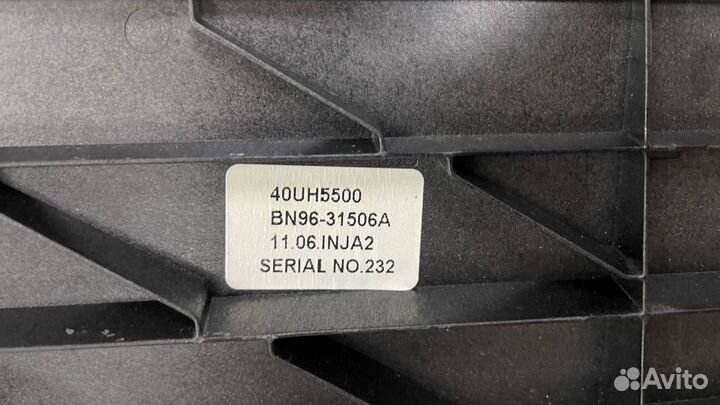 40UH5500
BN96-31506A
11.06.INJA2
SERIAL NO.232
Avito